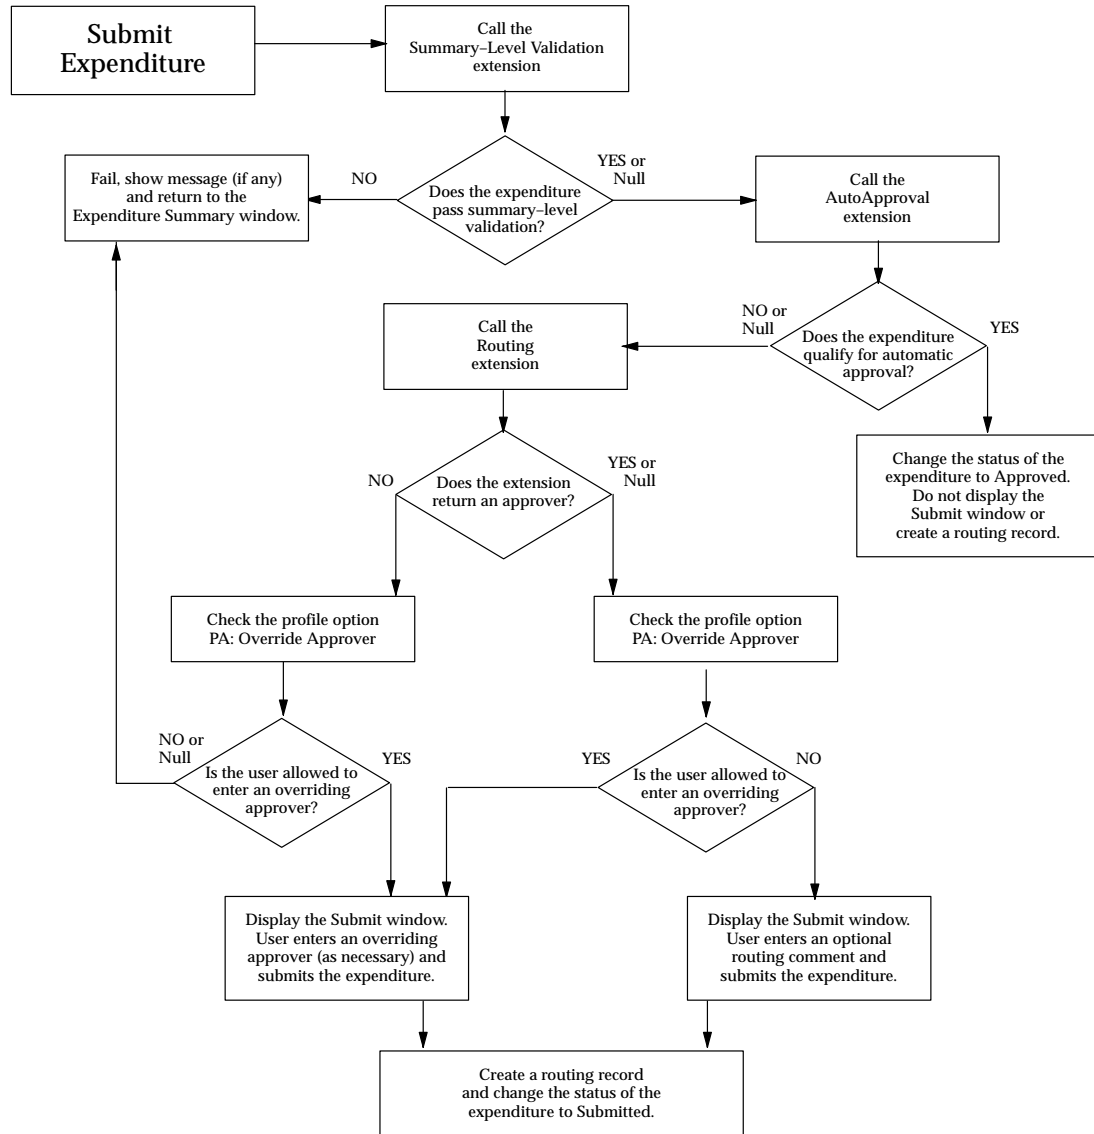 Submit
Expenditure
Call the
Summary–Level Validation
extension
Fail, show message (if any)
and return to the
Expenditure Summary window.
NO
Does the expenditure
pass summary–level
validation?
YES or
Null
Call the
AutoApproval
extension
Call the
Routing
extension
NO or
Null
Does the expenditure
qualify for automatic
approval?
YES
Change the status of the
expenditure to Approved.
Do not display the
Submit window or
create a routing record.
NO
Does the extension
return an approver?
YES or
Null
Check the profile option
PA: Override Approver
Check the profile option
PA: Override Approver
NO or
Null
Is the user allowed to
enter an overriding
approver?
YES
YES
Is the user allowed to
enter an overriding
approver?
NO
Display the Submit window.
User enters an overriding
approver (as necessary) and
submits the expenditure.
Display the Submit window.
User enters an optional
routing comment and
submits the expenditure.
Create a routing record
and change the status of the
expenditure to Submitted.